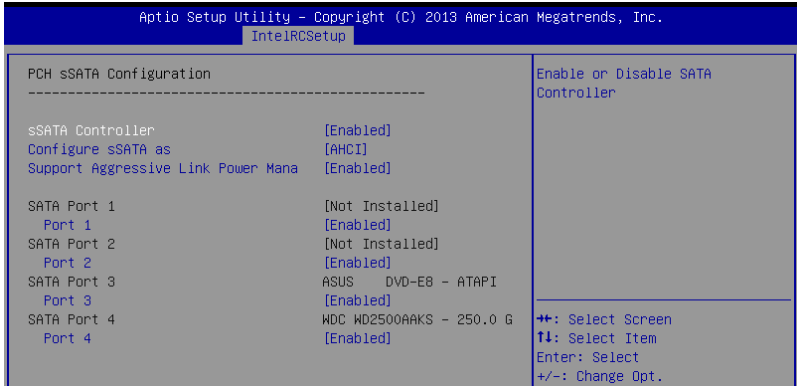 Aptio Setup Utility – Copyright (C) 2013 American Megatrends, Inc.
IntelRCSetup
PCH sSATA Configuration
--------------------------------------------------
sSATA Controller [Enabled]
Configure sSATA as [AHCI]
Support Aggressive Link Power Mana [Enabled]
SATA Port 1 [Not Installed]
Port 1 [Enabled]
SATA Port 2 [Not Installed]
Port 2 [Enabled]
SATA Port 3 ASUS DVD-E8 - ATAPI
Port 3 [Enabled]
SATA Port 4 WDC WD2500AAKS - 250.0 G
Port 4 [Enabled]
Enable or Disable SATA
Controller
→←: Select Screen
↑↓: Select Item
Enter: Select
+/-: Change Opt.